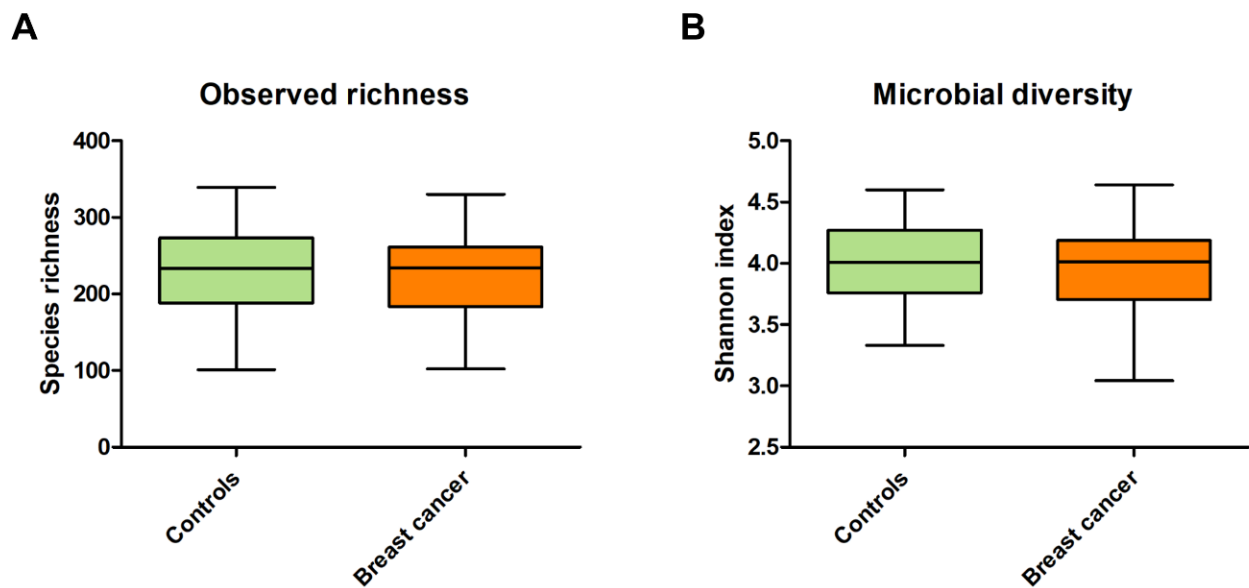 A
Observed richness
Species richness
400
300
200
100
0
Controls
Breast cancer
B
Microbial diversity
Shannon index
5.0
4.5
4.0
3.5
3.0
2.5
Controls
Breast cancer